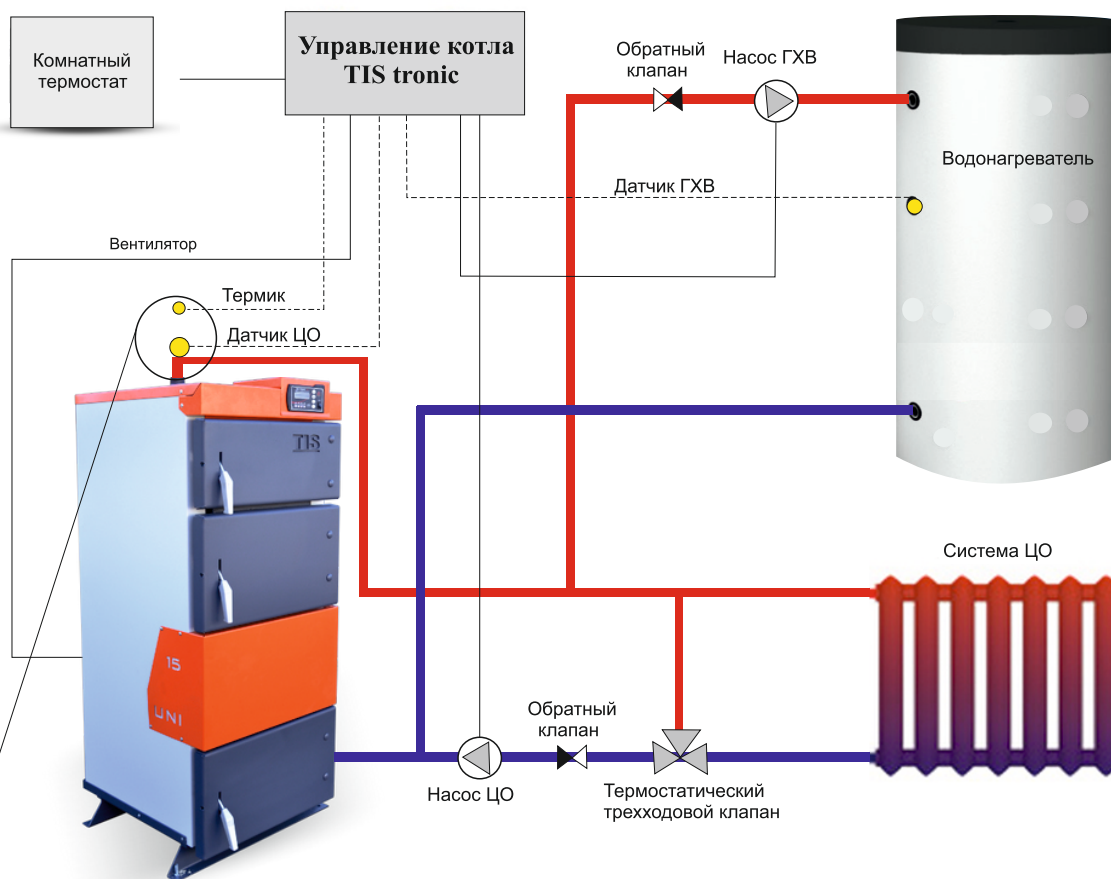 Комнатный
термостат
Управление котла
TIS tronic
Обратный
клапан
Насос ГХВ
Водонагреватель
Датчик ГХВ
Вентилятор
Термик
Датчик ЦО
TIS
Система ЦО
15
UNI
Обратный
клапан
Насос ЦО
Термостатический
трехходовой клапан